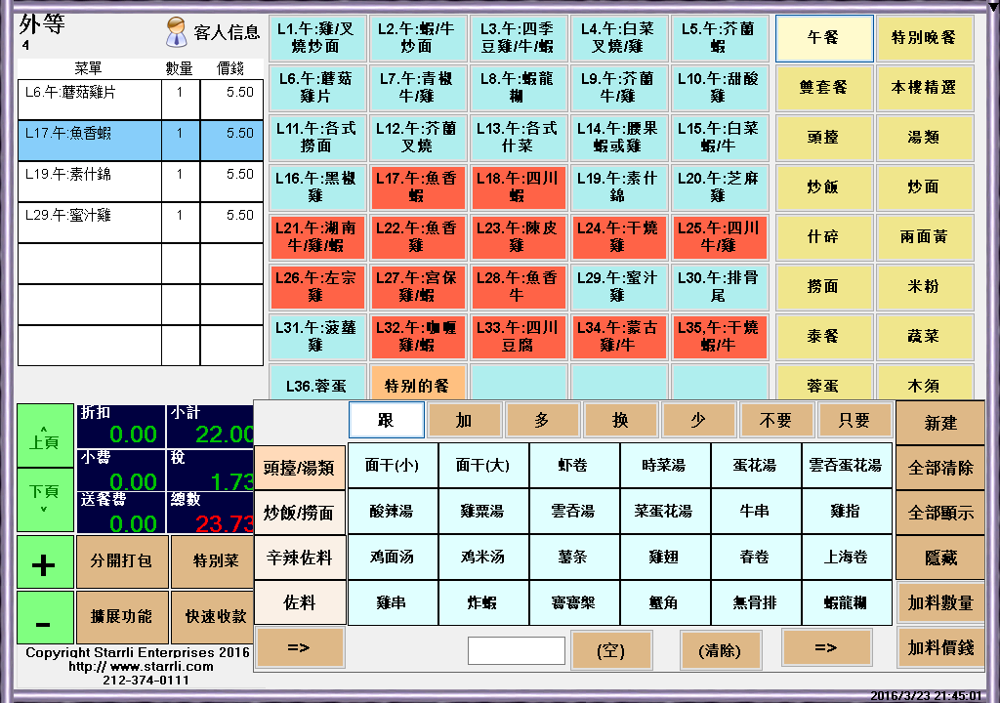 外等
4
客人信息
菜單 數量 價錢
L6.午:蘑菇雞片 1 5.50
L17.午:魚香蝦 1 5.50
L19.午:素什錦 1 5.50
L29.午:蜜汁雞 1 5.50
L1.午:雞/叉
燒炒面
L2.午:蝦/牛
炒面
L3.午:四季
豆雞/牛/蝦
L4.午:白菜
叉燒/雞
L5.午:芥蘭
蝦
L6.午:蘑菇
雞片
L7.午:青椒
牛/雞
L8.午:蝦龍
糊
L9.午:芥蘭
牛/雞
L10.午:甜酸
雞
L11.午:各式
撈面
L12.午:芥蘭
叉燒
L13.午:各式
什菜
L14.午:腰果
蝦或雞
L15.午:白菜
蝦/牛
L16.午:黑椒
雞
L17.午:魚香
蝦
L18.午:四川
蝦
L19.午:素什
錦
L20.午:芝麻
雞
L21.午:湖南
牛/雞/蝦
L22.午:魚香
雞
L23.午:陳皮
雞
L24.午:干燒
雞
L25.午:四川
牛/雞
L26.午:左宗
雞
L27.午:宮保
雞/蝦
L28.午:魚香
牛
L29.午:蜜汁
雞
L30.午:排骨
尾
L31.午:菠蘿
雞
L32.午:咖喱
雞/蝦
L33.午:四川
豆腐
L34.午:蒙古
雞/牛
L35,午:干燒
蝦/牛
L36.蓉蛋
特别的餐
午餐
特別晚餐
雙套餐
本樓精選
頭擡
湯類
炒飯
炒面
什碎
兩面黃
撈面
米粉
泰餐
蔬菜
蓉蛋
木須
^
上頁
下頁
v
+
-
折扣
0.00
小計
22.00
小費
0.00
稅
1.73
送餐費
0.00
總數
23.73
分開打包
特別菜
擴展功能
快速收款
Copyright Starrli Enterprises 2016
http:// www.starrli.com
212-374-0111
跟 加 多 换 少 不要 只要
頭擡/湯類
炒飯/撈面
辛辣佐料
佐料
=>
面干(小) 面干(大) 虾卷 時菜湯 蛋花湯 雲吞蛋花湯
酸辣湯 雞粟湯 雲吞湯 菜蛋花湯 牛串 雞指
鸡面汤 鸡米汤 薯条 雞翅 春卷 上海卷
雞串 炸蝦 寶寶槃 蟹角 無骨排 蝦龍糊
(空) (清除) =>
新建
全部清除
全部顯示
隱藏
加料數量
加料價錢
2016/3/23 21:45:01